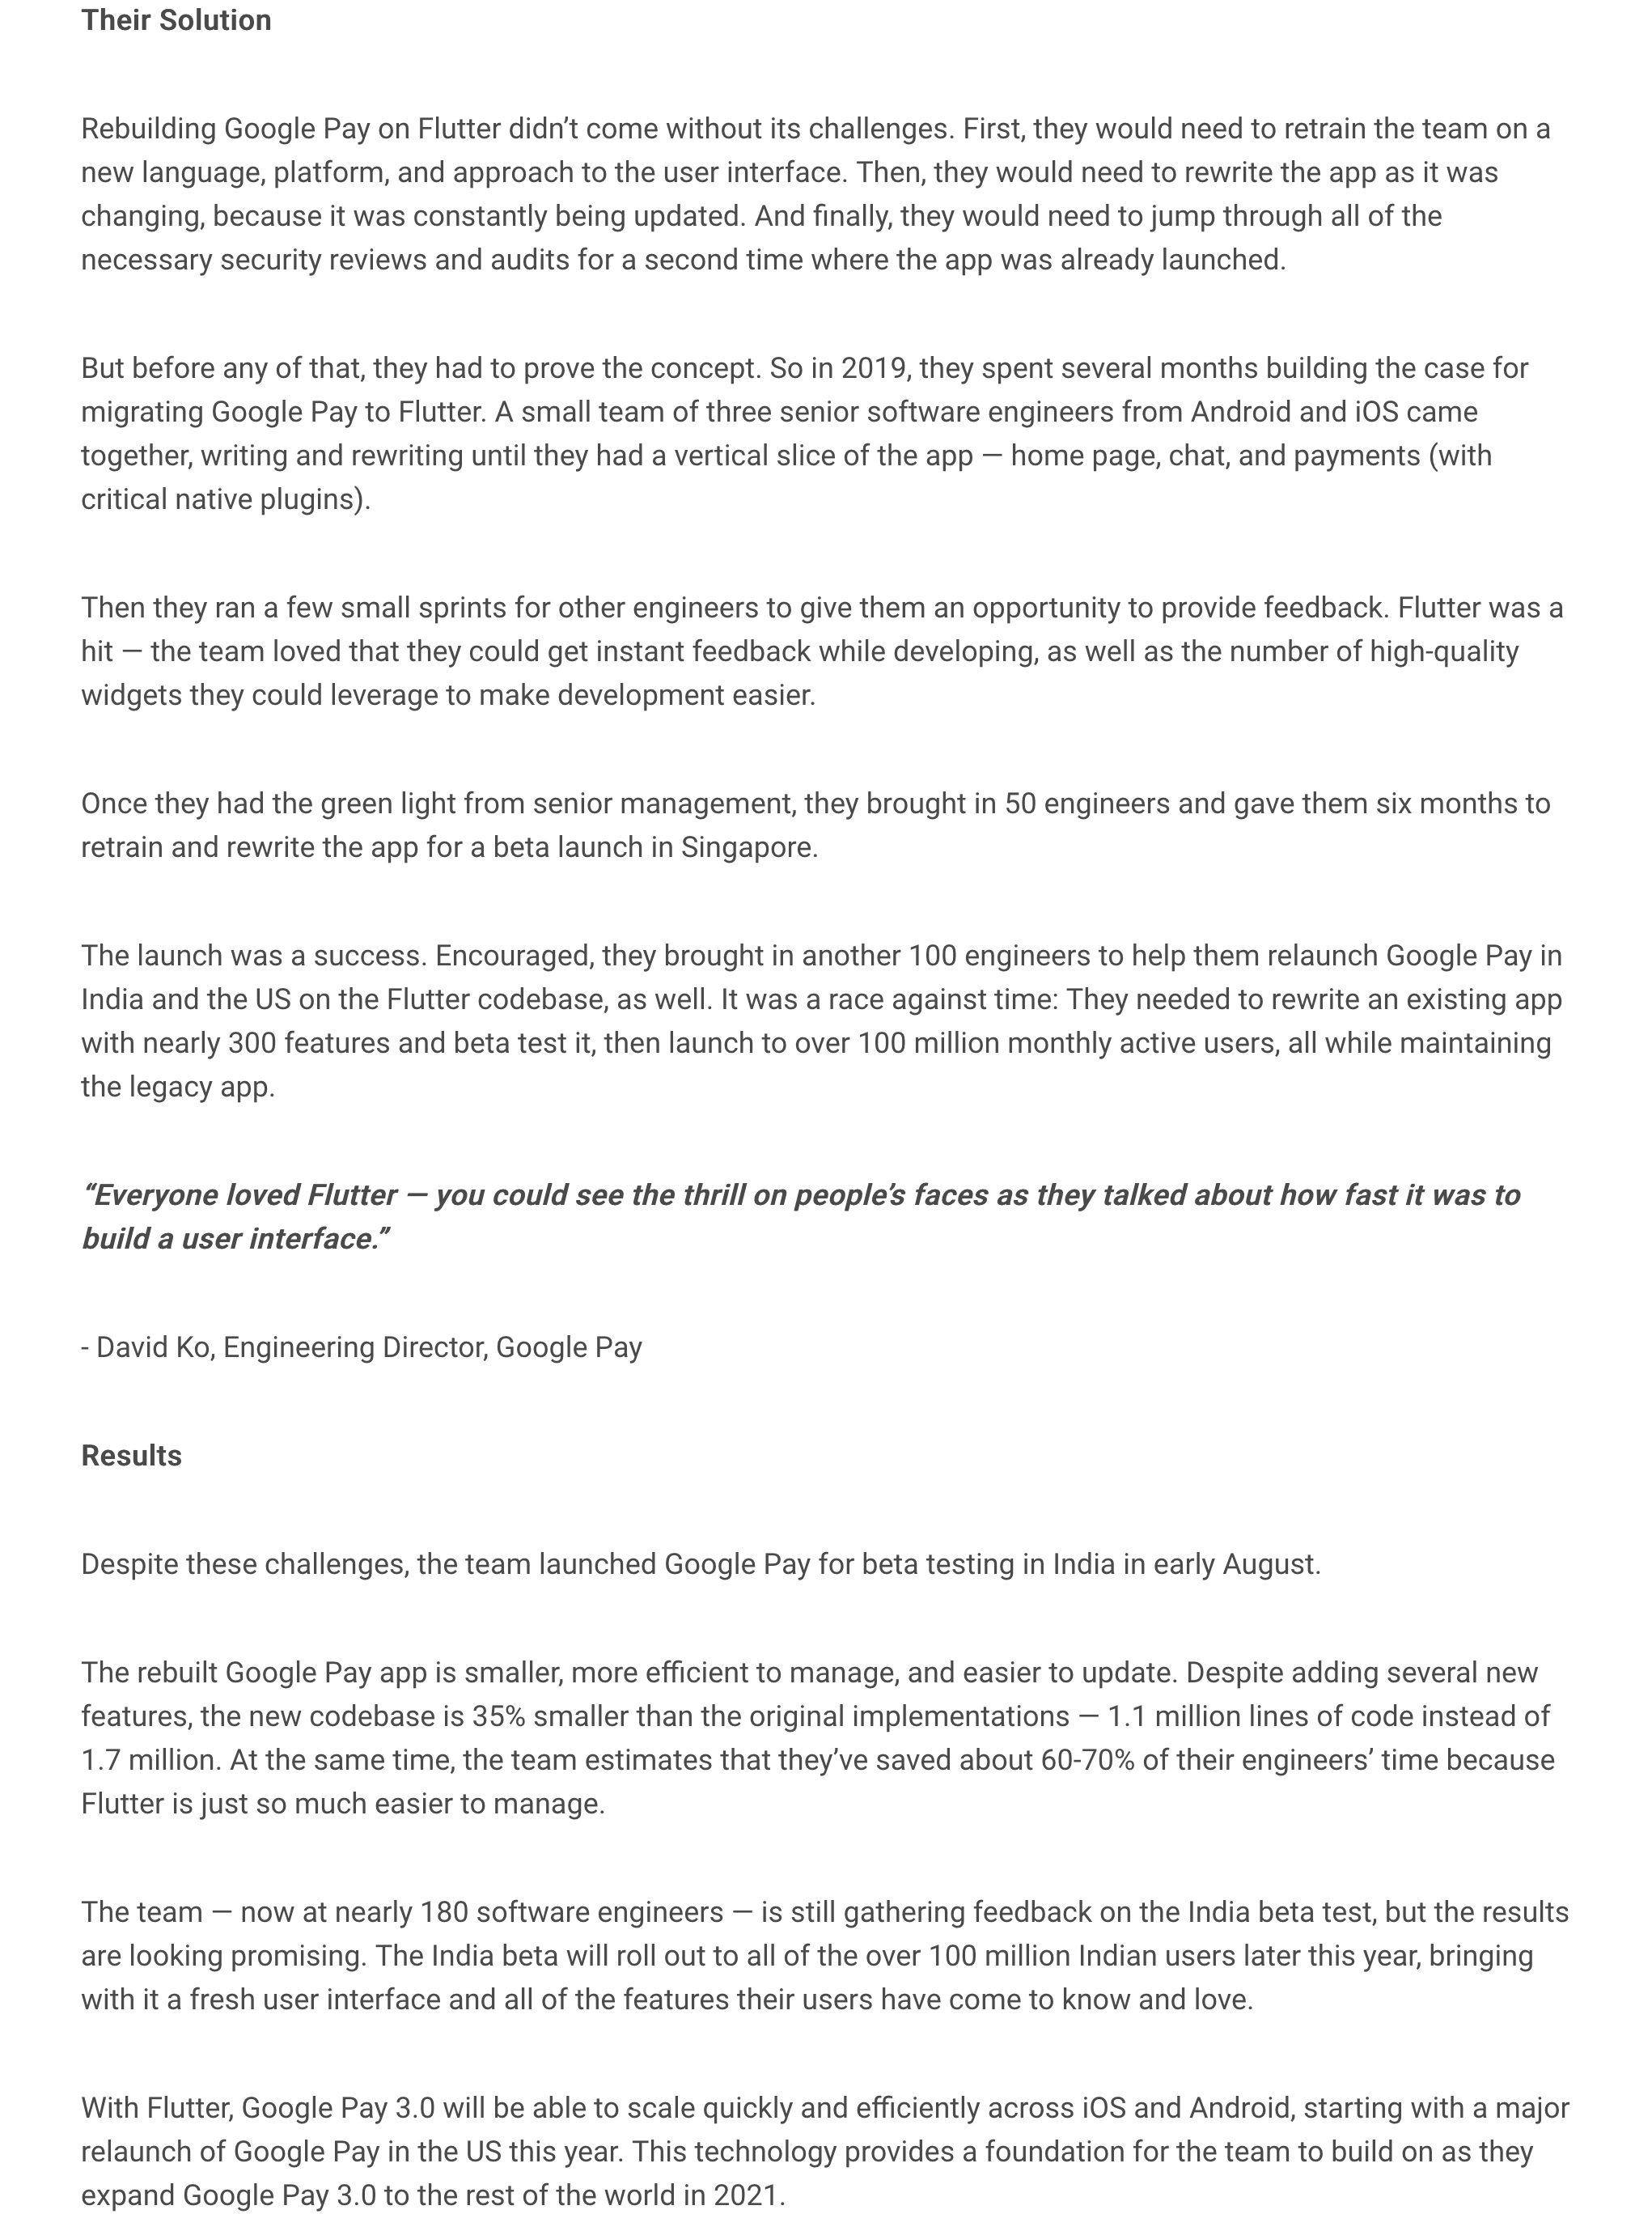 Their Solution
Rebuilding Google Pay on Flutter didn’t come without its challenges. First, they would need to retrain the team on a
new language, platform, and approach to the user interface. Then, they would need to rewrite the app as it was
changing, because it was constantly being updated. And finally, they would need to jump through all of the
necessary security reviews and audits for a second time where the app was already launched.
But before any of that, they had to prove the concept. So in 2019, they spent several months building the case for
migrating Google Pay to Flutter. A small team of three senior software engineers from Android and iOS came
together, writing and rewriting until they had a vertical slice of the app — home page, chat, and payments (with
critical native plugins).
Then they ran a few small sprints for other engineers to give them an opportunity to provide feedback. Flutter was a
hit — the team loved that they could get instant feedback while developing, as well as the number of high-quality
widgets they could leverage to make development easier.
Once they had the green light from senior management, they brought in 50 engineers and gave them six months to
retrain and rewrite the app for a beta launch in Singapore.
The launch was a success. Encouraged, they brought in another 100 engineers to help them relaunch Google Pay in
India and the US on the Flutter codebase, as well. It was a race against time: They needed to rewrite an existing app
with nearly 300 features and beta test it, then launch to over 100 million monthly active users, all while maintaining
the legacy app.
“Everyone loved Flutter — you could see the thrill on people’s faces as they talked about how fast it was to
build a user interface.”
- David Ko, Engineering Director, Google Pay
Results
Despite these challenges, the team launched Google Pay for beta testing in India in early August.
The rebuilt Google Pay app is smaller, more efficient to manage, and easier to update. Despite adding several new
features, the new codebase is 35% smaller than the original implementations — 1.1 million lines of code instead of
1.7 million. At the same time, the team estimates that they’ve saved about 60-70% of their engineers’ time because
Flutter is just so much easier to manage.
The team — now at nearly 180 software engineers — is still gathering feedback on the India beta test, but the results
are looking promising. The India beta will roll out to all of the over 100 million Indian users later this year, bringing
with it a fresh user interface and all of the features their users have come to know and love.
With Flutter, Google Pay 3.0 will be able to scale quickly and efficiently across iOS and Android, starting with a major
relaunch of Google Pay in the US this year. This technology provides a foundation for the team to build on as they
expand Google Pay 3.0 to the rest of the world in 2021.